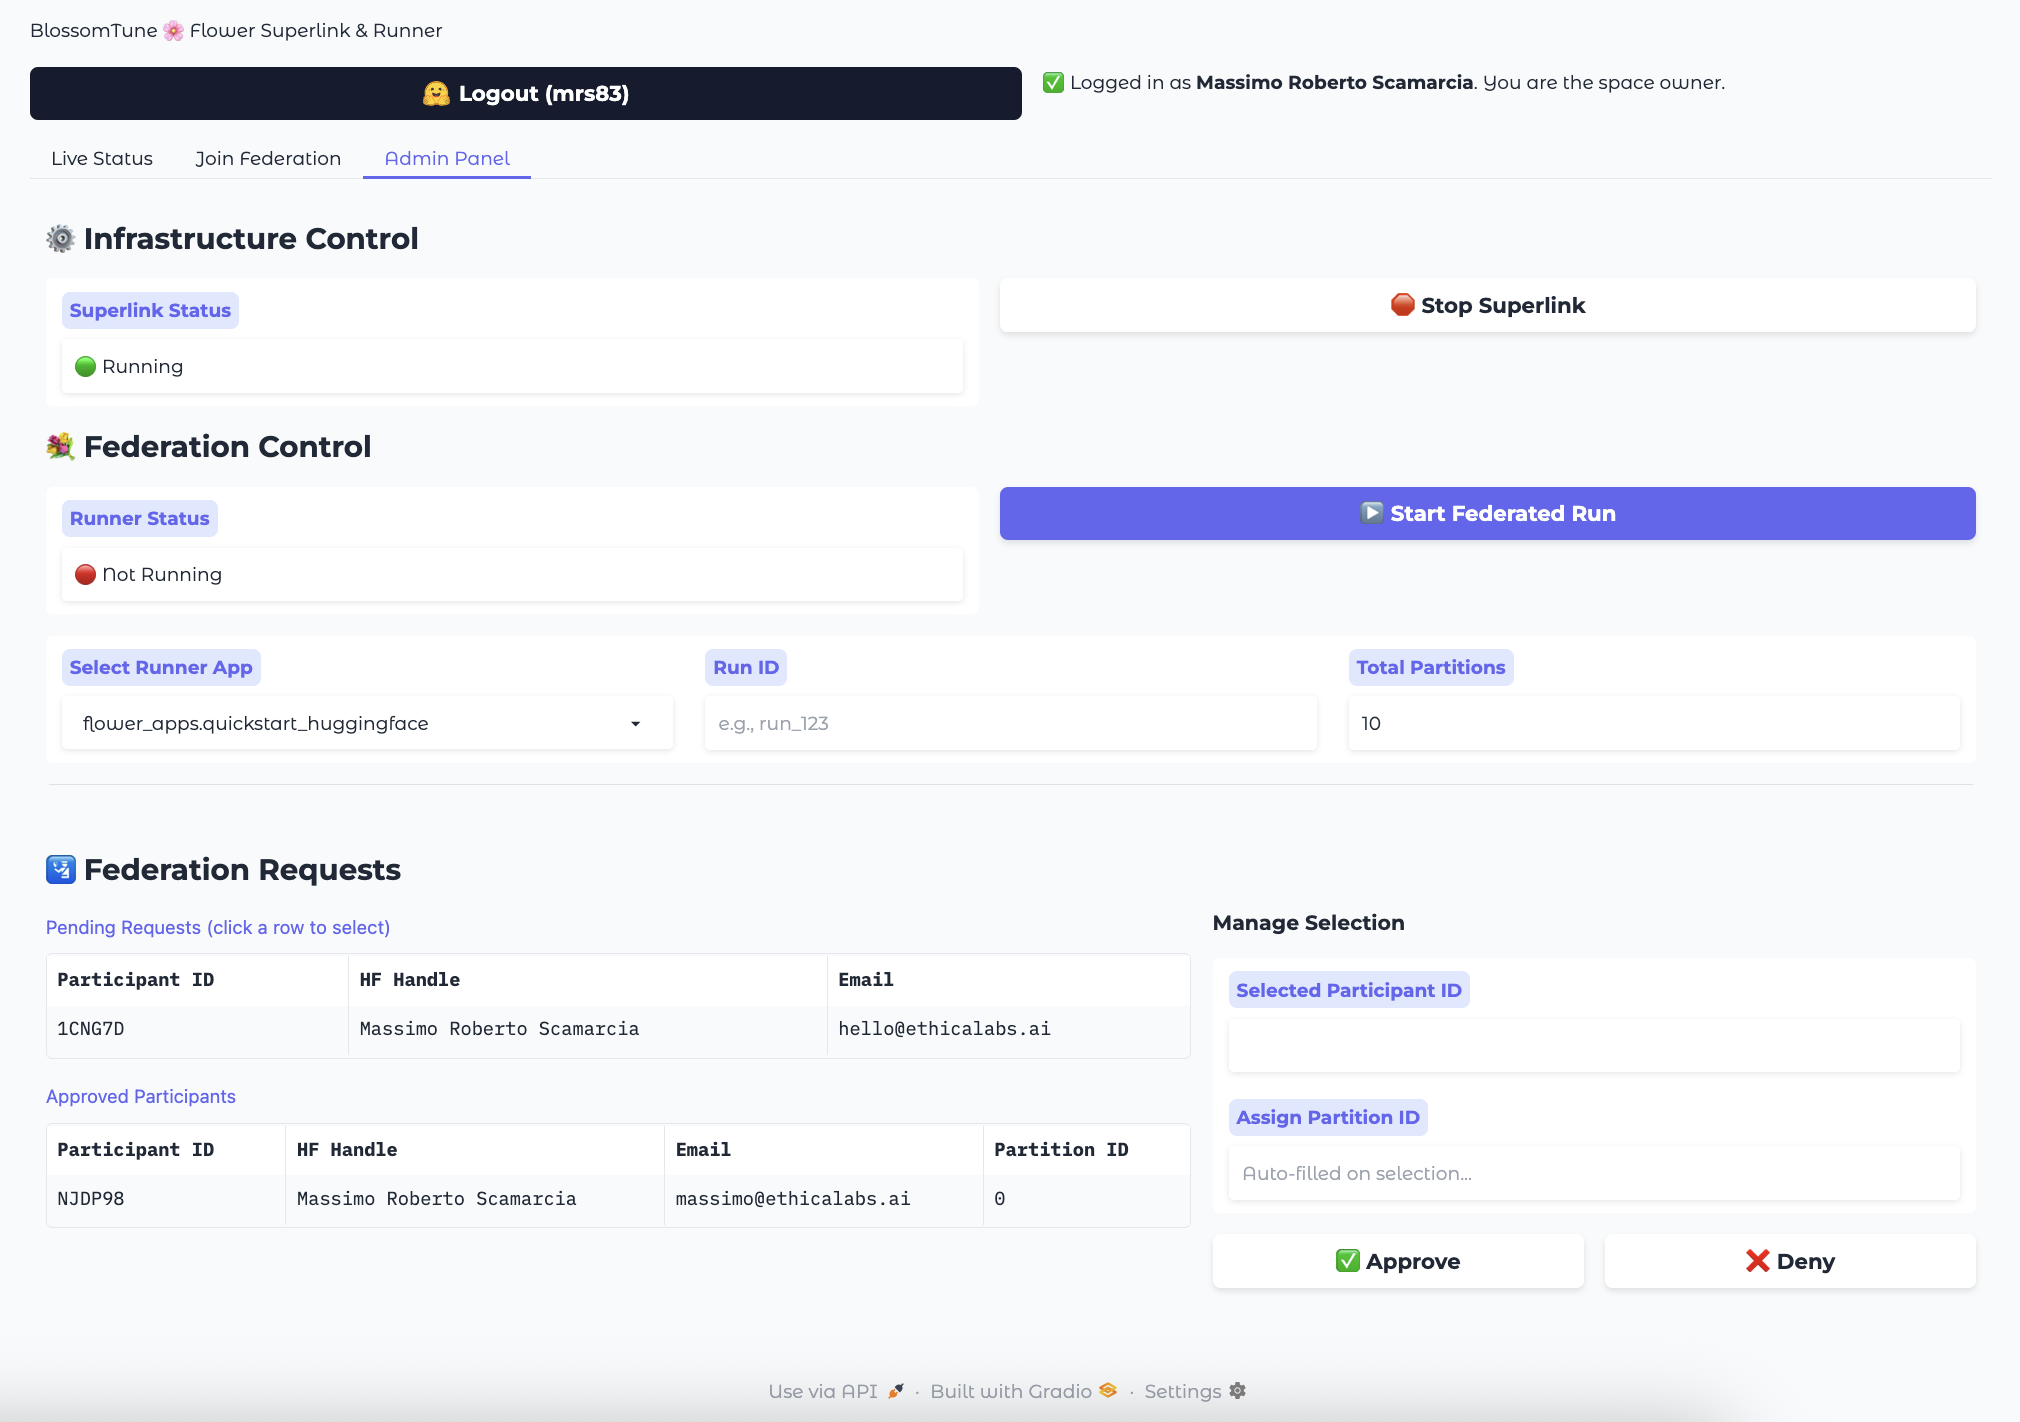 BlossomTune 🌸 Flower Superlink & Runner
🤗 Logout (mrs83)
✅ Logged in as Massimo Roberto Scamarcia. You are the space owner.
Live Status
Join Federation
Admin Panel
⚙️ Infrastructure Control
Superlink Status
🟢 Running
🛑 Stop Superlink
💐 Federation Control
Runner Status
🔴 Not Running
▶️ Start Federated Run
Select Runner App
flower_apps.quickstart_huggingface
Run ID
e.g., run_123
Total Partitions
10
🛂 Federation Requests
Pending Requests (click a row to select)
Participant ID HF Handle Email
1CNG7D Massimo Roberto Scamarcia hello@ethicalabs.ai
Approved Participants
Participant ID HF Handle Email Partition ID
NJDP98 Massimo Roberto Scamarcia massimo@ethicalabs.ai 0
Manage Selection
Selected Participant ID
Assign Partition ID
Auto-filled on selection...
✅ Approve
❌ Deny
Use via API · Built with Gradio · Settings